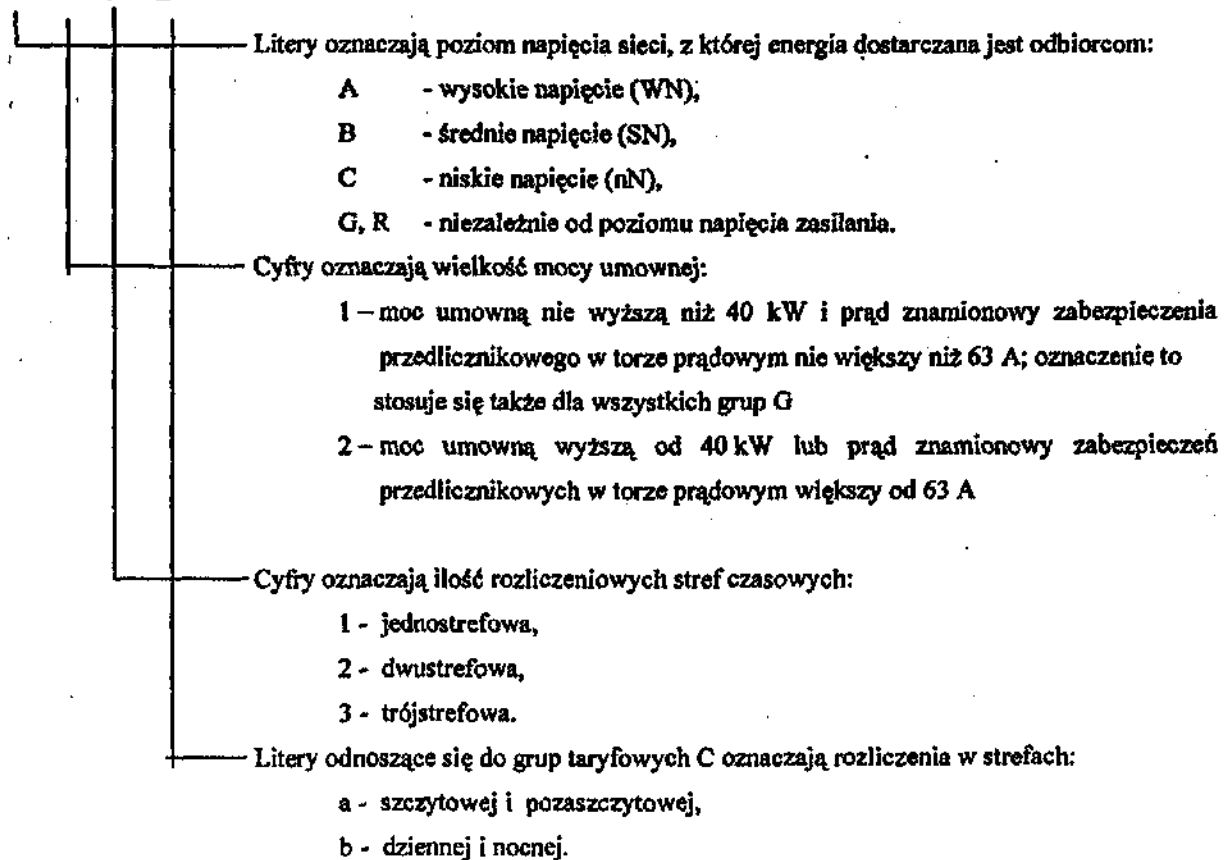 Litery oznaczają poziom napięcia sieci, z której energia dostarczana jest odbiorcom:
A - wysokie napięcie (WN),
B - średnie napięcie (SN),
C - niskie napięcie (nN),
G, R - niezależnie od poziomu napięcia zasilania.
Cyfry oznaczają wielkość mocy umownej:
1 – moc umowną nie wyższą niż 40 kW i prąd znamionowy zabezpieczenia
przedlicznikowego w torze prądowym nie większy niż 63 A; oznaczenie to
stosuje się także dla wszystkich grup G
2 – moc umowną wyższą od 40 kW lub prąd znamionowy zabezpieczeń
przedlicznikowych w torze prądowym większy od 63 A
Cyfry oznaczają ilość rozliczeniowych stref czasowych:
1 - jednostrefowa,
2 - dwustrefowa,
3 - trójstrefowa.
Litery odnoszące się do grup taryfowych C oznaczają rozliczenia w strefach:
a - szczytowej i pozaszczytowej,
b - dziennej i nocnej.